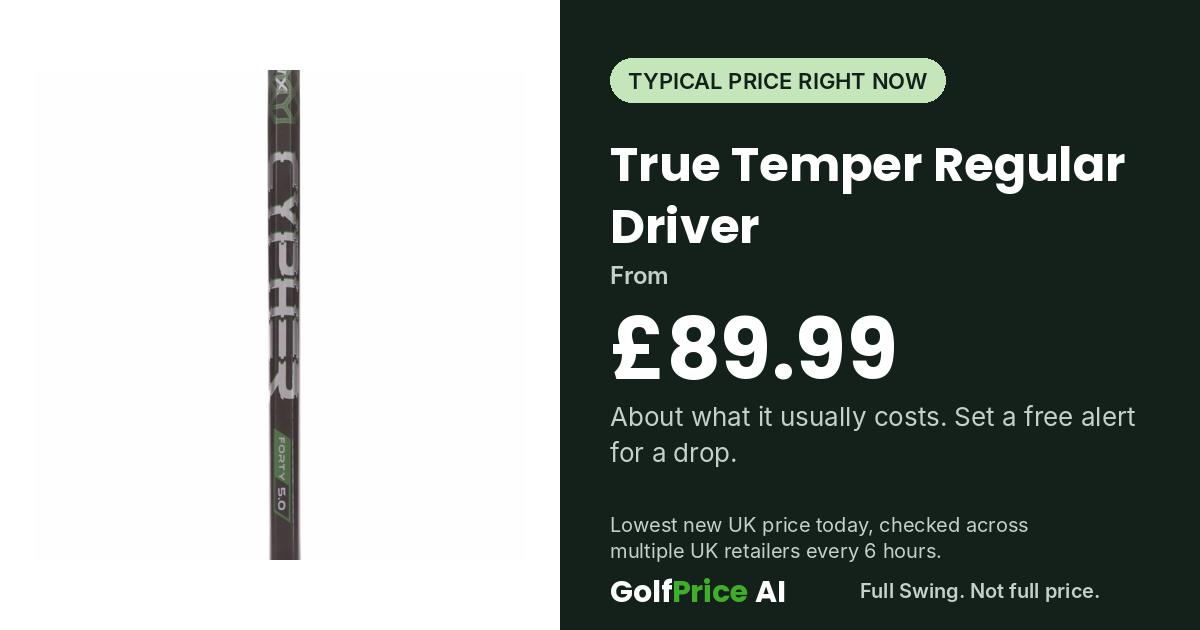 CYPHER
FORTY 5.0
TYPICAL PRICE RIGHT NOW
True Temper Regular
Driver
From
£89.99
About what it usually costs. Set a free alert
for a drop.
Lowest new UK price today, checked across
multiple UK retailers every 6 hours.
GolfPrice AI
Full Swing. Not full price.